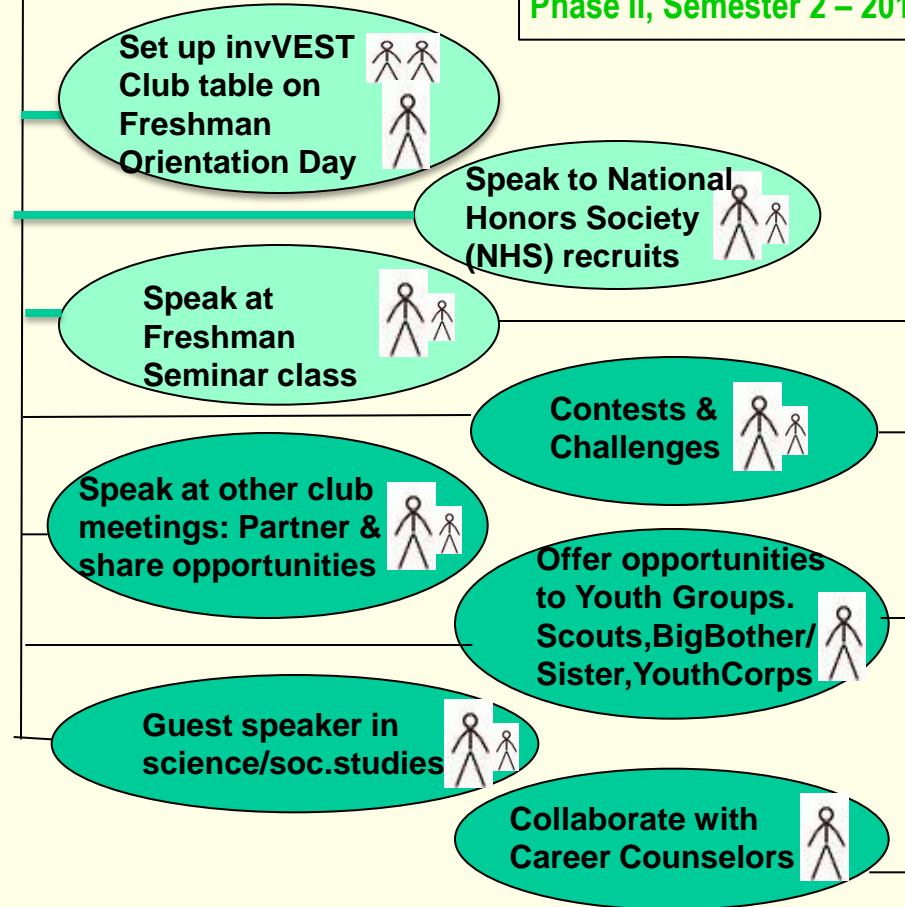 Phase II, Semester 2 – 201
Set up invVEST
Club table on
Freshman
Orientation Day
Speak to National
Honors Society
(NHS) recruits
Speak at
Freshman
Seminar class
Contests &
Challenges
Speak at other club
meetings: Partner &
share opportunities
Offer opportunities
to Youth Groups.
Scouts,BigBother/
Sister,YouthCorps
Guest speaker in
science/soc.studies
Collaborate with
Career Counselors